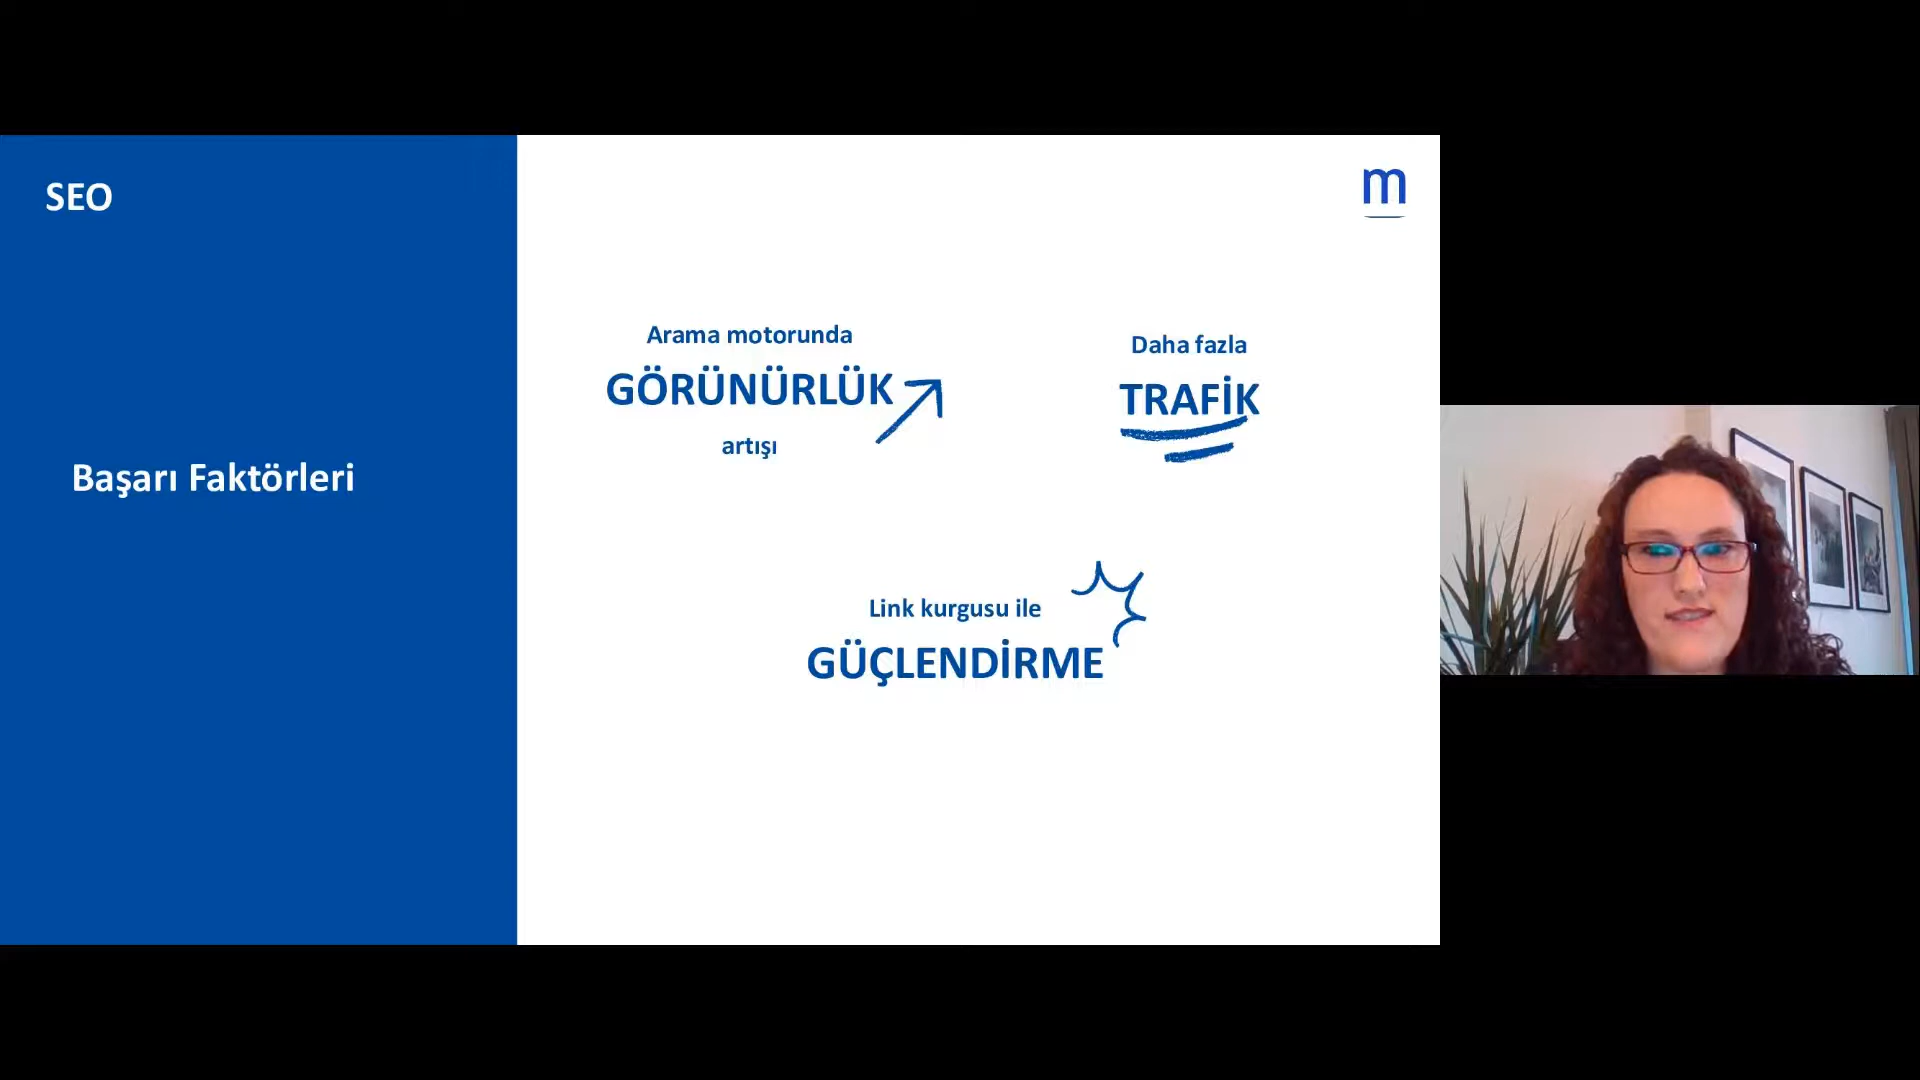 SEO
Başarı Faktörleri
m
Arama motorunda
GÖRÜNÜRLÜK
artışı
Daha fazla
TRAFİK
Link kurgusu ile
GÜÇLENDİRME